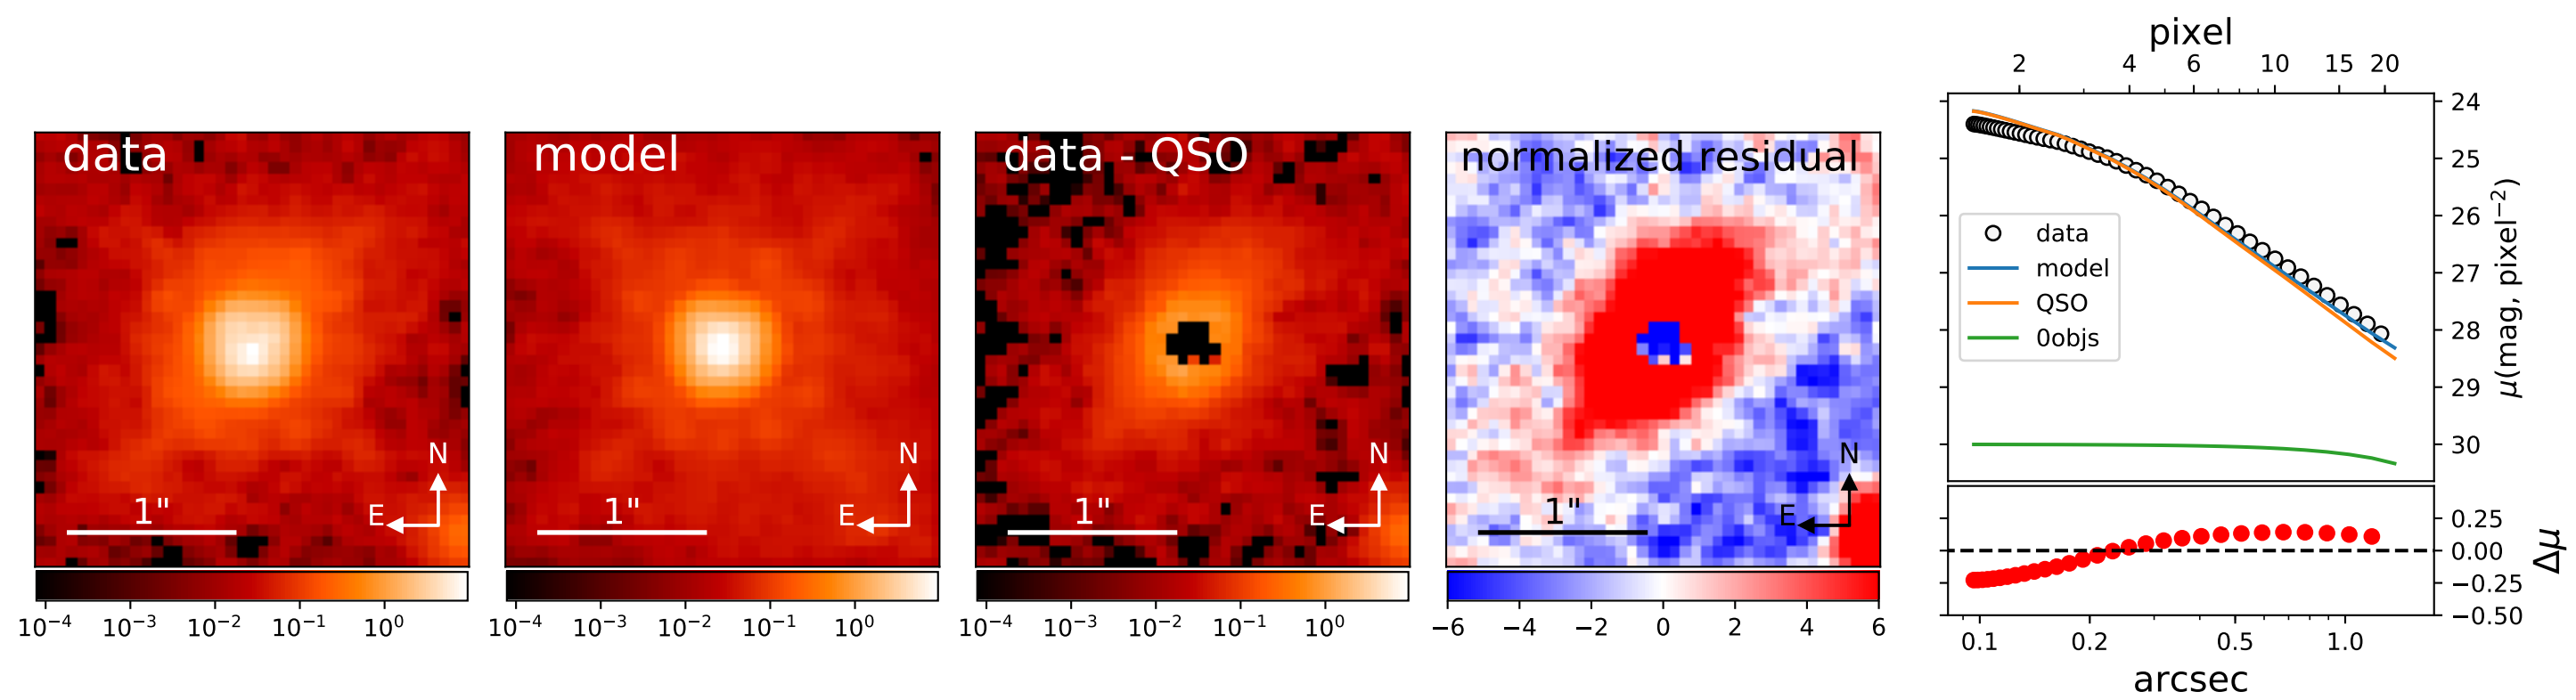 data
N
E
1"
10⁻⁴ 10⁻³ 10⁻² 10⁻¹ 10⁰
model
N
E
1"
10⁻⁴ 10⁻³ 10⁻² 10⁻¹ 10⁰
data - QSO
N
E
1"
10⁻⁴ 10⁻³ 10⁻² 10⁻¹ 10⁰
normalized residual
N
E
1"
−6 −4 −2 0 2 4 6
pixel
2 4 6 10 15 20
24
25
26
27
28
29
30
μ(mag, pixel⁻²)
data
model
QSO
0objs
0.25
0.00
−0.25
−0.50
Δμ
0.1 0.2 0.5 1.0
arcsec